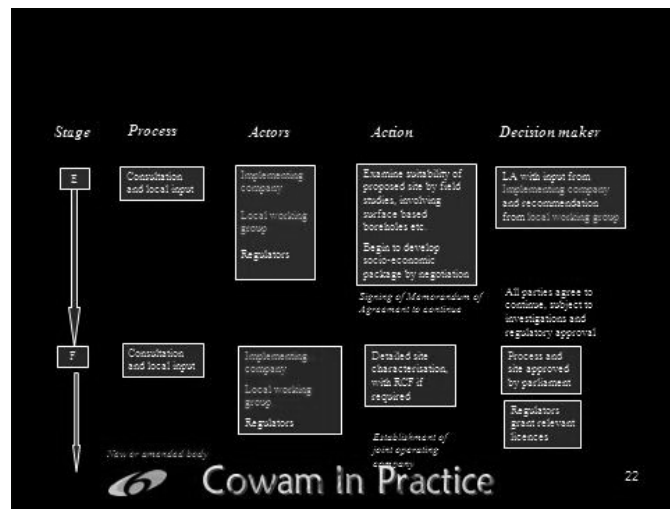 Stage
Process
Actors
Action
Decision maker
E
Consultation
and local input
Implementing
company
Local working
group
Regulators
Examine suitability of
proposed site by field
studies, involving
surface based
boreholes etc.
Begin to develop
socio-economic
package by negotiation
LA with input from
Implementing company
and recommendation
from local working group
Signing of Memorandum of
Agreement to continue
All parties agree to
continue, subject to
investigations and
regulatory approval
F
Consultation
and local input
Implementing
company
Local working
group
Regulators
Detailed site
characterisation,
with RCF if
required
Process and
site approved
by parliament
Regulators
grant relevant
licences
New or amended body
Establishment of
joint operating
company
Cowam in Practice
22